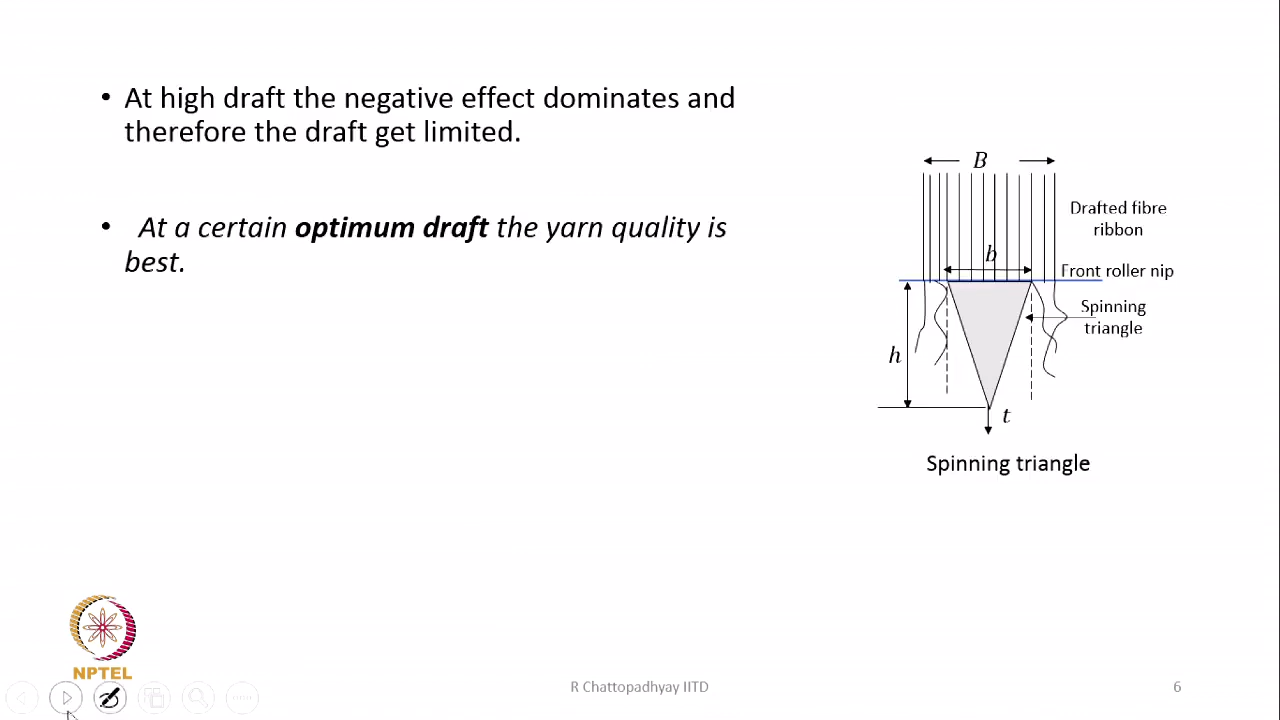 • At high draft the negative effect dominates and
therefore the draft get limited.
• At a certain optimum draft the yarn quality is
best.
B
Drafted fibre
ribbon
b
Front roller nip
Spinning
triangle
h
t
Spinning triangle
NPTEL
R Chattopadhyay IITD
6